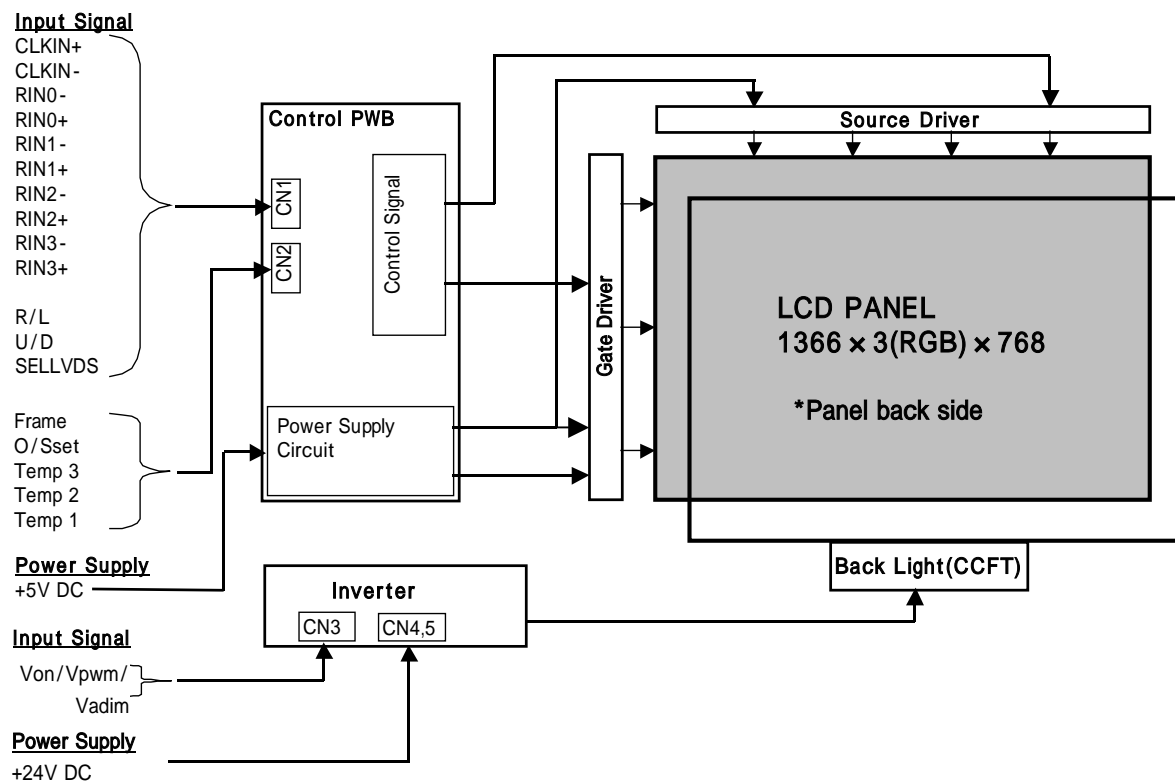 Input Signal
CLKIN+
CLKIN-
RIN0-
RIN0+
RIN1-
RIN1+
RIN2-
RIN2+
RIN3-
RIN3+
R/L
U/D
SELLVDS
Frame
O/Sset
Temp 3
Temp 2
Temp 1
Power Supply
+5V DC
Input Signal
Von/Vpwm/
Vadim
Power Supply
+24V DC
Control PWB
CN1
CN2
Control Signal
Power Supply
Circuit
Inverter
CN3
CN4,5
Gate Driver
Source Driver
LCD PANEL
1366 × 3(RGB) × 768
*Panel back side
Back Light(CCFT)